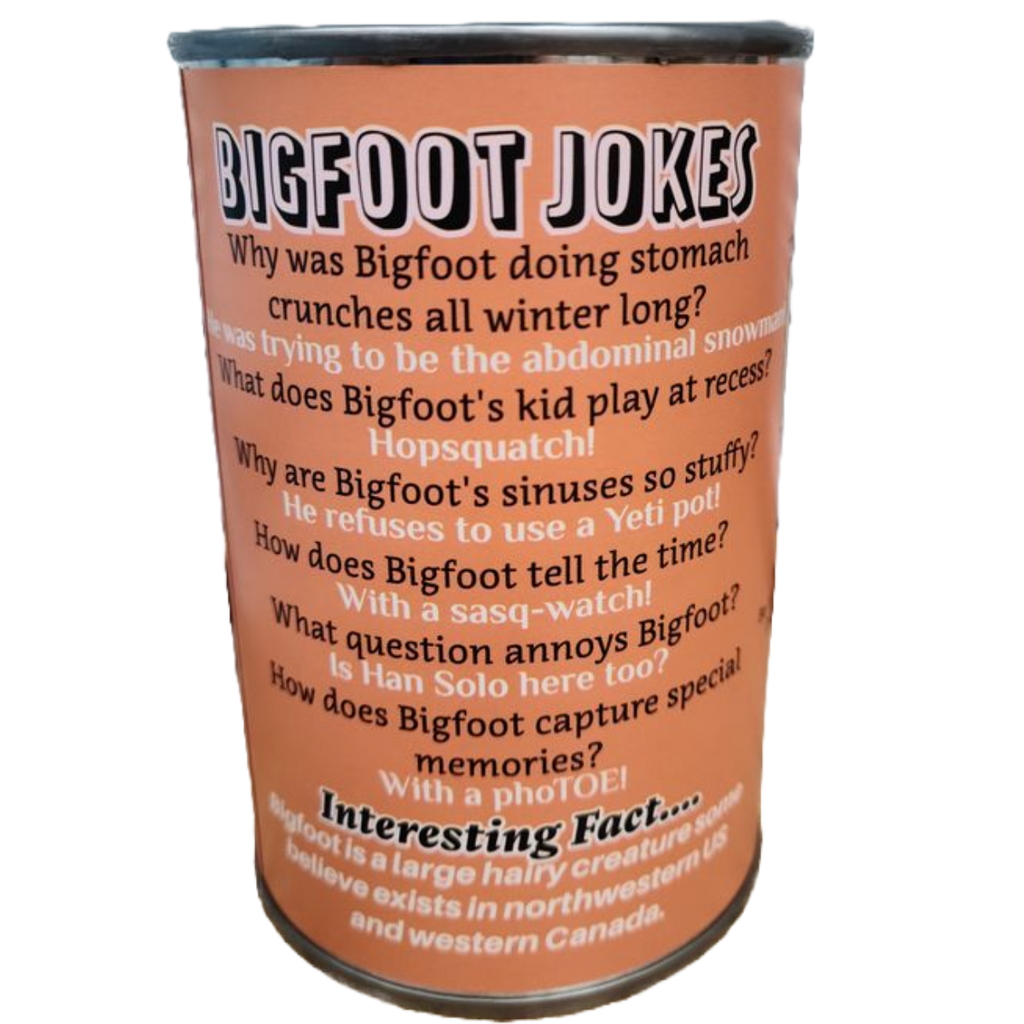 BIGFOOT JOKES
Why was Bigfoot doing stomach
crunches all winter long?
He was trying to be the abdominal snowman
What does Bigfoot's kid play at recess?
Hopsquatch!
Why are Bigfoot's sinuses so stuffy?
He refuses to use a Yeti pot!
How does Bigfoot tell the time?
With a sasq-watch!
What question annoys Bigfoot?
Is Han Solo here too?
How does Bigfoot capture special
memories?
With a phoTOE!
Interesting Fact....
Bigfoot is a large hairy creature some
believe exists in northwestern US
and western Canada.